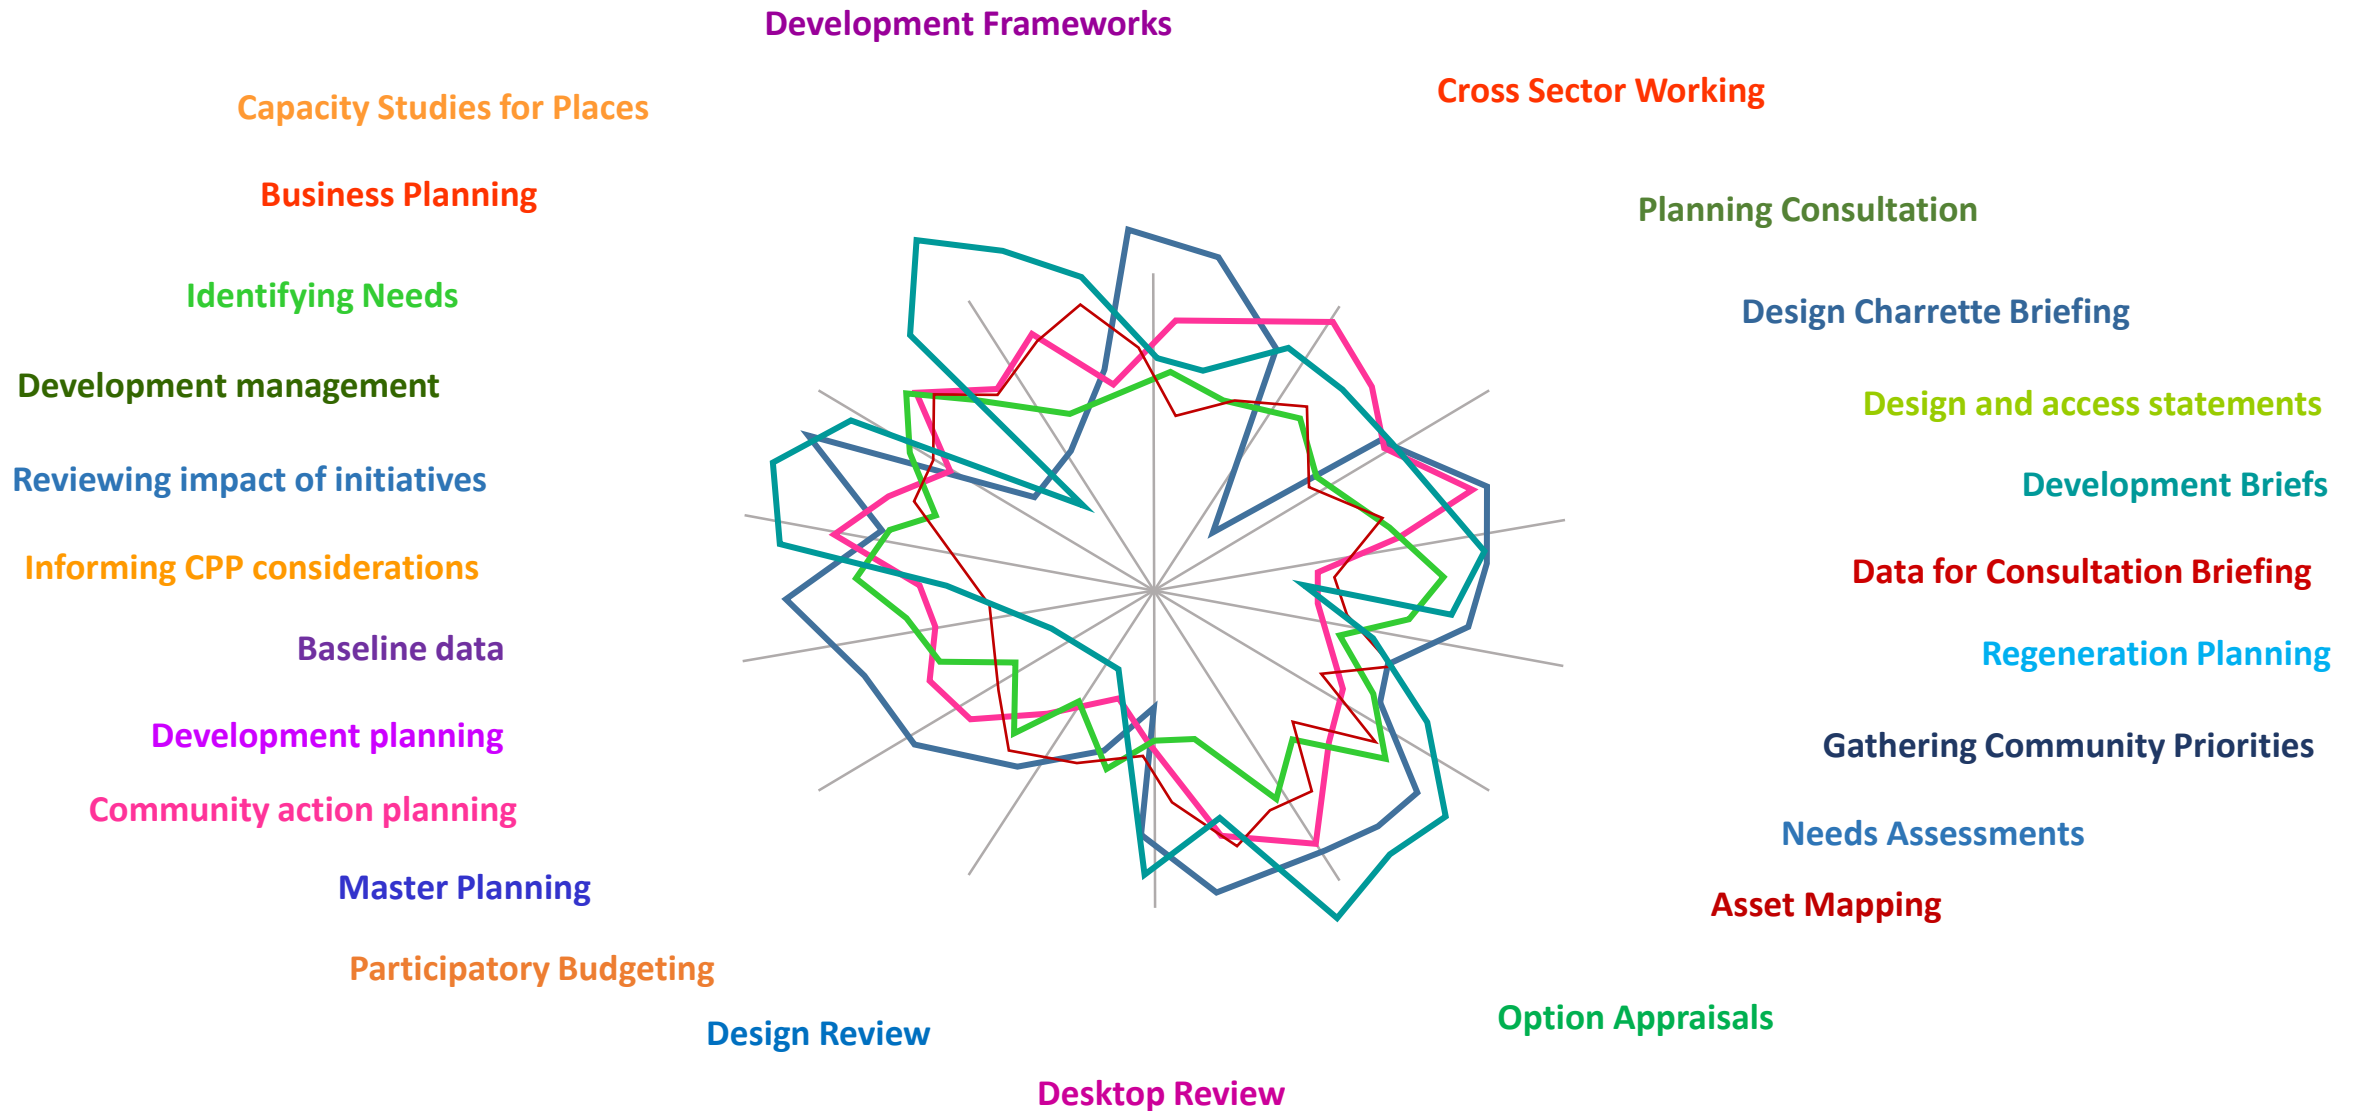 Development Frameworks
Cross Sector Working
Capacity Studies for Places
Business Planning
Planning Consultation
Identifying Needs
Design Charrette Briefing
Development management
Design and access statements
Reviewing impact of initiatives
Development Briefs
Informing CPP considerations
Data for Consultation Briefing
Baseline data
Regeneration Planning
Development planning
Gathering Community Priorities
Community action planning
Needs Assessments
Master Planning
Asset Mapping
Participatory Budgeting
Option Appraisals
Design Review
Desktop Review